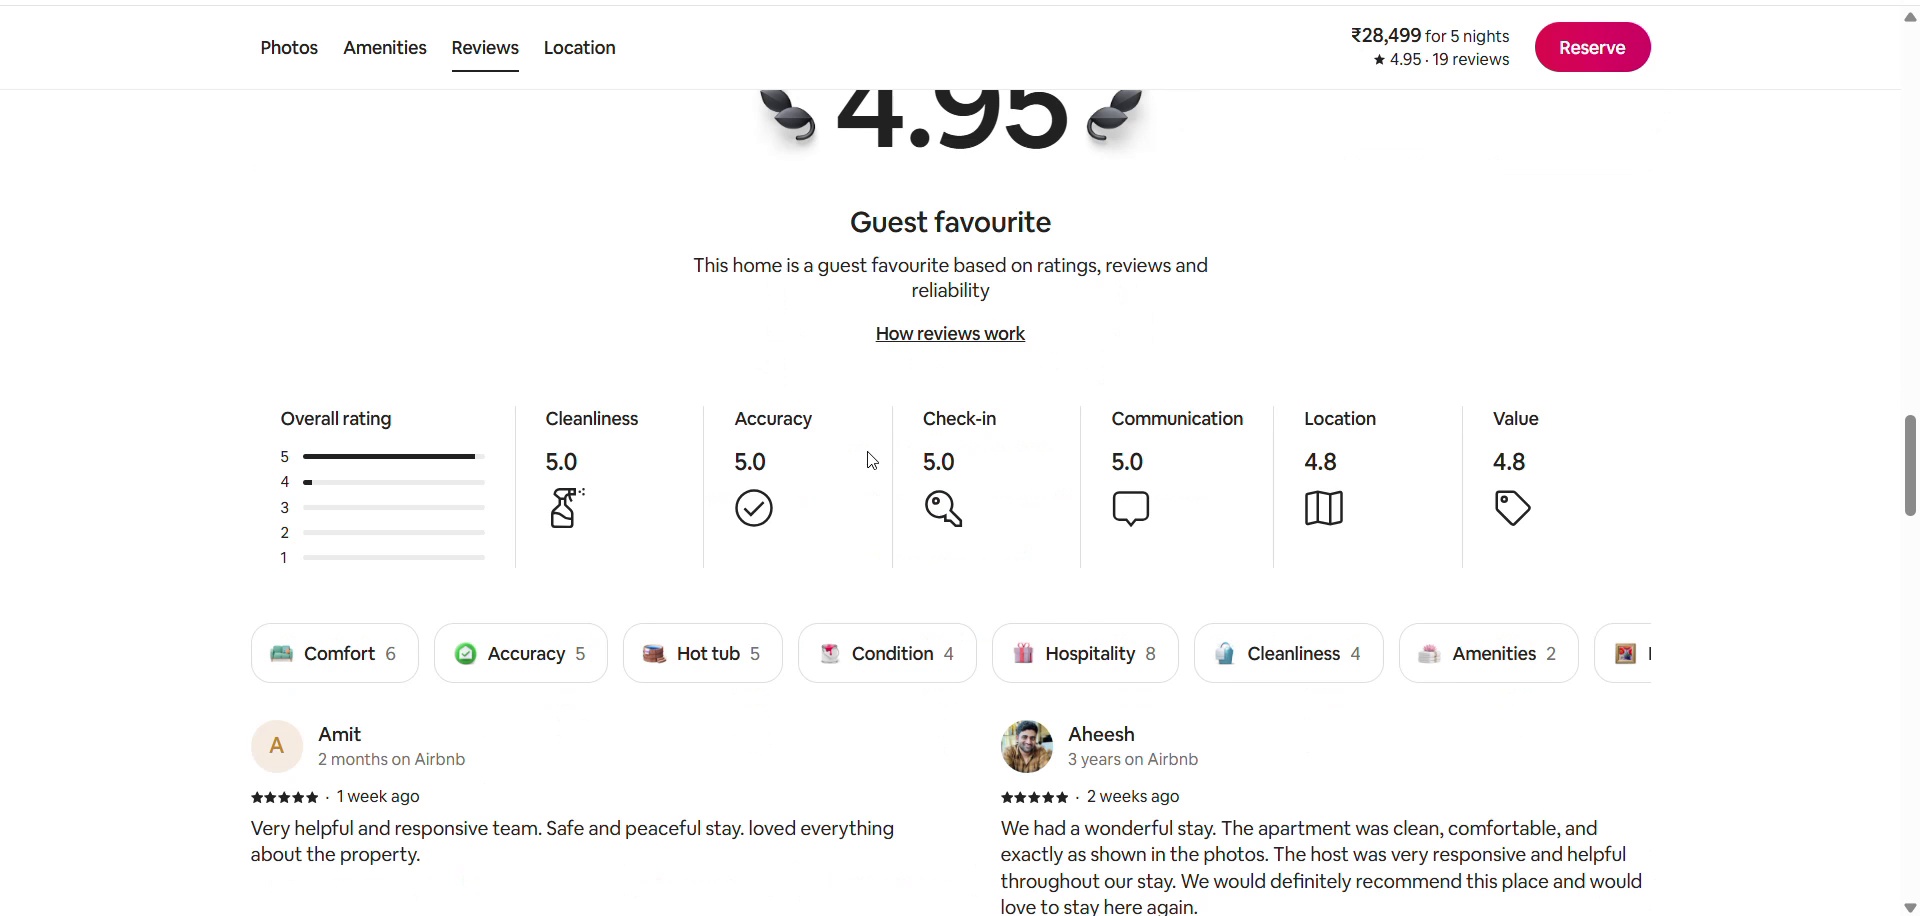 Photos Amenities Reviews Location
₹28,499 for 5 nights
★ 4.95 · 19 reviews
Reserve
4.95
Guest favourite
This home is a guest favourite based on ratings, reviews and
reliability
How reviews work
Overall rating
5
4
3
2
1
Cleanliness
5.0
Accuracy
5.0
Check-in
5.0
Communication
5.0
Location
4.8
Value
4.8
Comfort 6
Accuracy 5
Hot tub 5
Condition 4
Hospitality 8
Cleanliness 4
Amenities 2
A
Amit
2 months on Airbnb
★★★★★ · 1 week ago
Very helpful and responsive team. Safe and peaceful stay. loved everything
about the property.
Aheesh
3 years on Airbnb
★★★★★ · 2 weeks ago
We had a wonderful stay. The apartment was clean, comfortable, and
exactly as shown in the photos. The host was very responsive and helpful
throughout our stay. We would definitely recommend this place and would
love to stay here again.